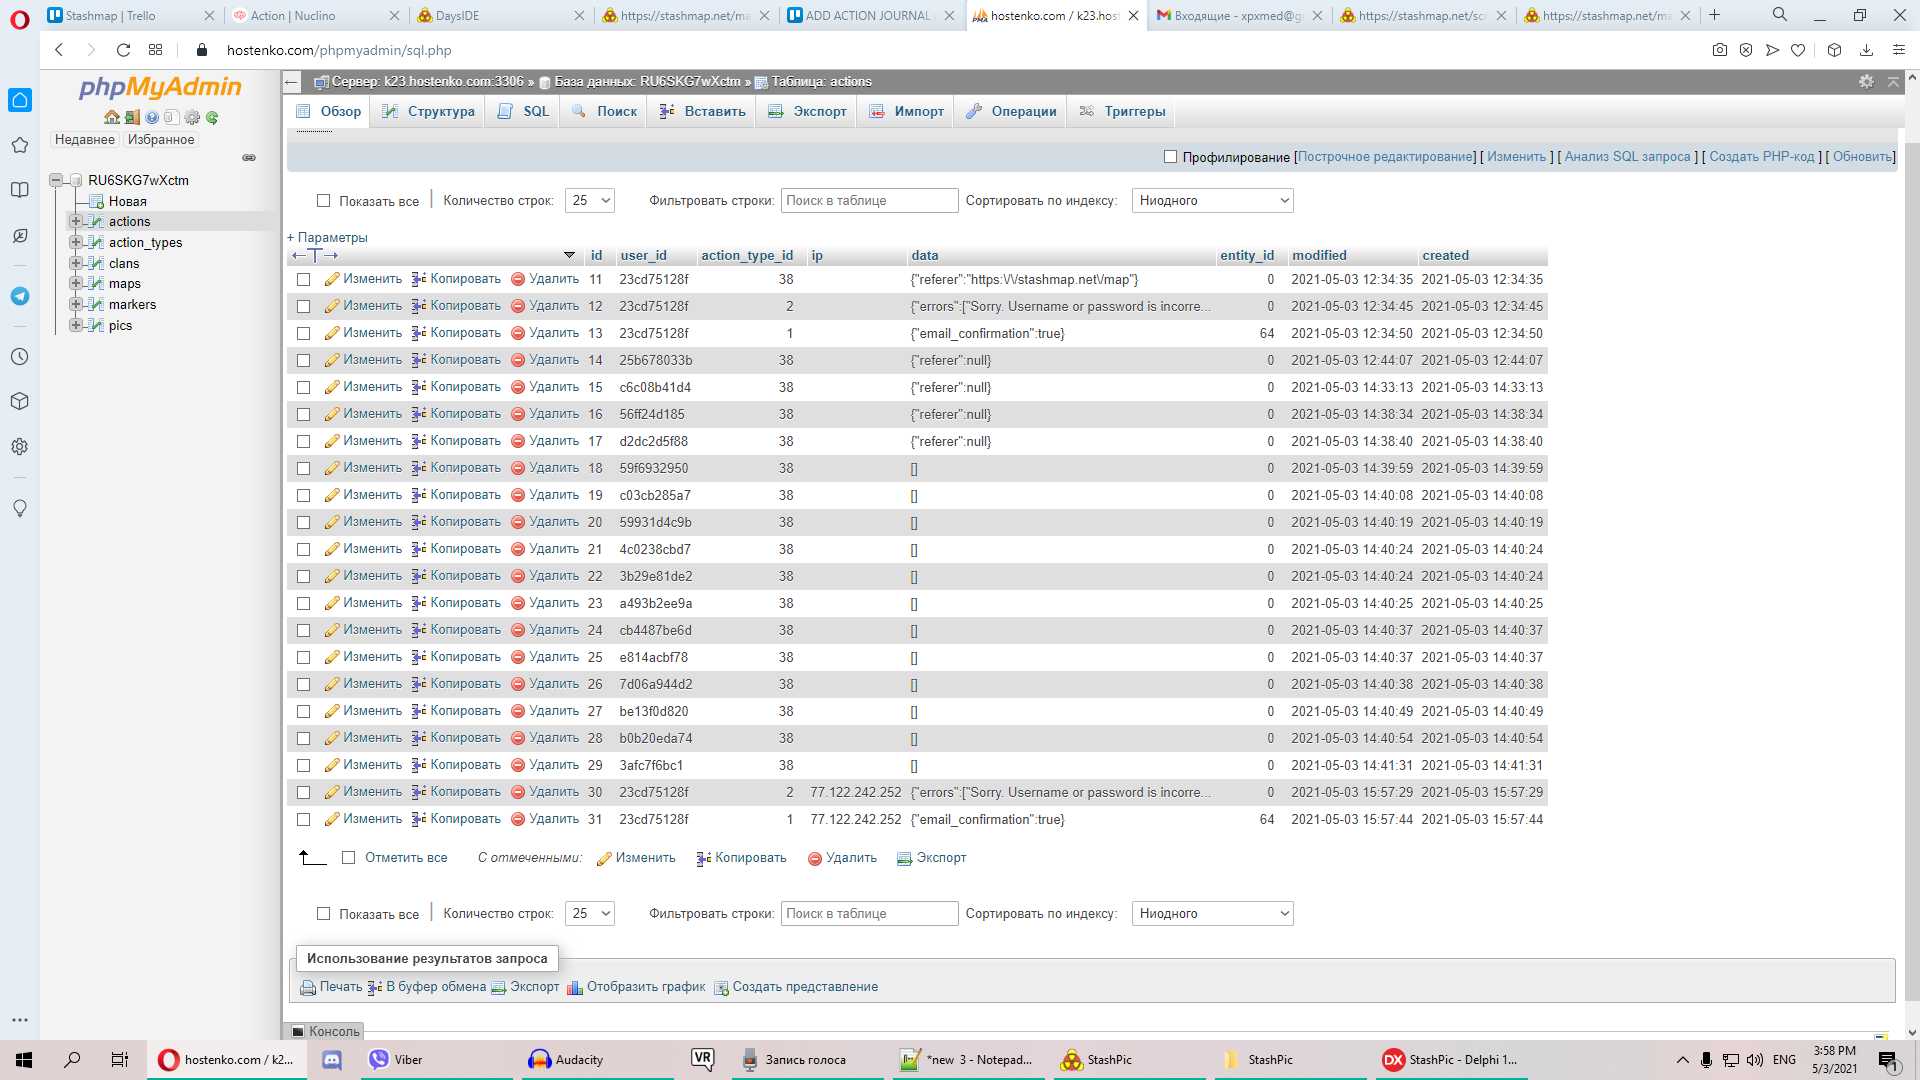 Stashmap | Trello
Action | Nuclino
DaysIDE
https://stashmap.net/ma
ADD ACTION JOURNAL
hostenko.com / k23.host
Входящие - xpxmed@g
https://stashmap.net/scr
https://stashmap.net/ma
hostenko.com/phpmyadmin/sql.php
phpMyAdmin
Недавнее Избранное
RU6SKG7wXctm
Новая
actions
action_types
clans
maps
markers
pics
Сервер: k23.hostenko.com:3306 » База данных: RU6SKG7wXctm » Таблица: actions
Обзор Структура SQL Поиск Вставить Экспорт Импорт Операции Триггеры
Профилирование [Построчное редактирование] [ Изменить ] [ Анализ SQL запроса ] [ Создать PHP-код ] [ Обновить]
Показать все | Количество строк: 25 Фильтровать строки: Поиск в таблице Сортировать по индексу: Ниодного
+ Параметры
id user_id action_type_id ip data entity_id modified created
Изменить Копировать Удалить 11 23cd75128f 38 {"referer":"https:\/\/stashmap.net\/map"} 0 2021-05-03 12:34:35 2021-05-03 12:34:35
Изменить Копировать Удалить 12 23cd75128f 2 {"errors":["Sorry. Username or password is incorre... 0 2021-05-03 12:34:45 2021-05-03 12:34:45
Изменить Копировать Удалить 13 23cd75128f 1 {"email_confirmation":true} 64 2021-05-03 12:34:50 2021-05-03 12:34:50
Изменить Копировать Удалить 14 25b678033b 38 {"referer":null} 0 2021-05-03 12:44:07 2021-05-03 12:44:07
Изменить Копировать Удалить 15 c6c08b41d4 38 {"referer":null} 0 2021-05-03 14:33:13 2021-05-03 14:33:13
Изменить Копировать Удалить 16 56ff24d185 38 {"referer":null} 0 2021-05-03 14:38:34 2021-05-03 14:38:34
Изменить Копировать Удалить 17 d2dc2d5f88 38 {"referer":null} 0 2021-05-03 14:38:40 2021-05-03 14:38:40
Изменить Копировать Удалить 18 59f6932950 38 [] 0 2021-05-03 14:39:59 2021-05-03 14:39:59
Изменить Копировать Удалить 19 c03cb285a7 38 [] 0 2021-05-03 14:40:08 2021-05-03 14:40:08
Изменить Копировать Удалить 20 59931d4c9b 38 [] 0 2021-05-03 14:40:19 2021-05-03 14:40:19
Изменить Копировать Удалить 21 4c0238cbd7 38 [] 0 2021-05-03 14:40:24 2021-05-03 14:40:24
Изменить Копировать Удалить 22 3b29e81de2 38 [] 0 2021-05-03 14:40:24 2021-05-03 14:40:24
Изменить Копировать Удалить 23 a493b2ee9a 38 [] 0 2021-05-03 14:40:25 2021-05-03 14:40:25
Изменить Копировать Удалить 24 cb4487be6d 38 [] 0 2021-05-03 14:40:37 2021-05-03 14:40:37
Изменить Копировать Удалить 25 e814acbf78 38 [] 0 2021-05-03 14:40:37 2021-05-03 14:40:37
Изменить Копировать Удалить 26 7d06a944d2 38 [] 0 2021-05-03 14:40:38 2021-05-03 14:40:38
Изменить Копировать Удалить 27 be13f0d820 38 [] 0 2021-05-03 14:40:49 2021-05-03 14:40:49
Изменить Копировать Удалить 28 b0b20eda74 38 [] 0 2021-05-03 14:40:54 2021-05-03 14:40:54
Изменить Копировать Удалить 29 3afc7f6bc1 38 [] 0 2021-05-03 14:41:31 2021-05-03 14:41:31
Изменить Копировать Удалить 30 23cd75128f 2 77.122.242.252 {"errors":["Sorry. Username or password is incorre... 0 2021-05-03 15:57:29 2021-05-03 15:57:29
Изменить Копировать Удалить 31 23cd75128f 1 77.122.242.252 {"email_confirmation":true} 64 2021-05-03 15:57:44 2021-05-03 15:57:44
Отметить все С отмеченными: Изменить Копировать Удалить Экспорт
Показать все | Количество строк: 25 Фильтровать строки: Поиск в таблице Сортировать по индексу: Ниодного
Использование результатов запроса
Печать В буфер обмена Экспорт Отобразить график Создать представление
Консоль
hostenko.com / k2...
Viber
Audacity
VR
Запись голоса
*new 3 - Notepad...
StashPic
StashPic
DX StashPic - Delphi 1...
ENG
3:58 PM
5/3/2021
1